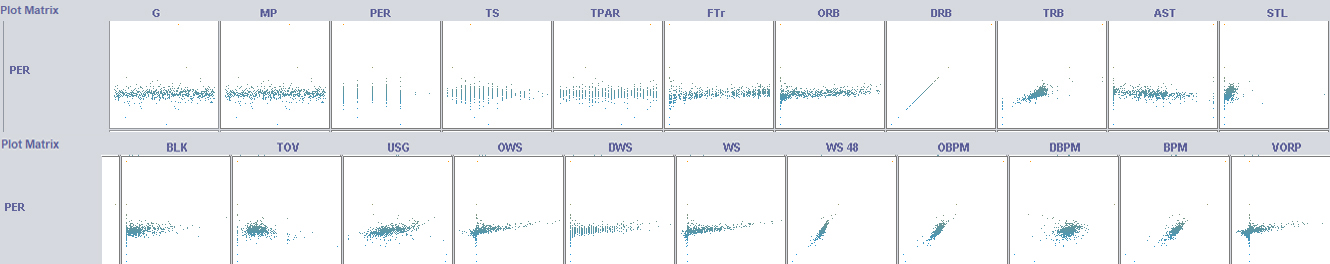 Plot Matrix G MP PER TS TPAR FTr ORB DRB TRB AST STL
PER
Plot Matrix BLK TOV USG OWS DWS WS WS 48 OBPM DBPM BPM VORP
PER